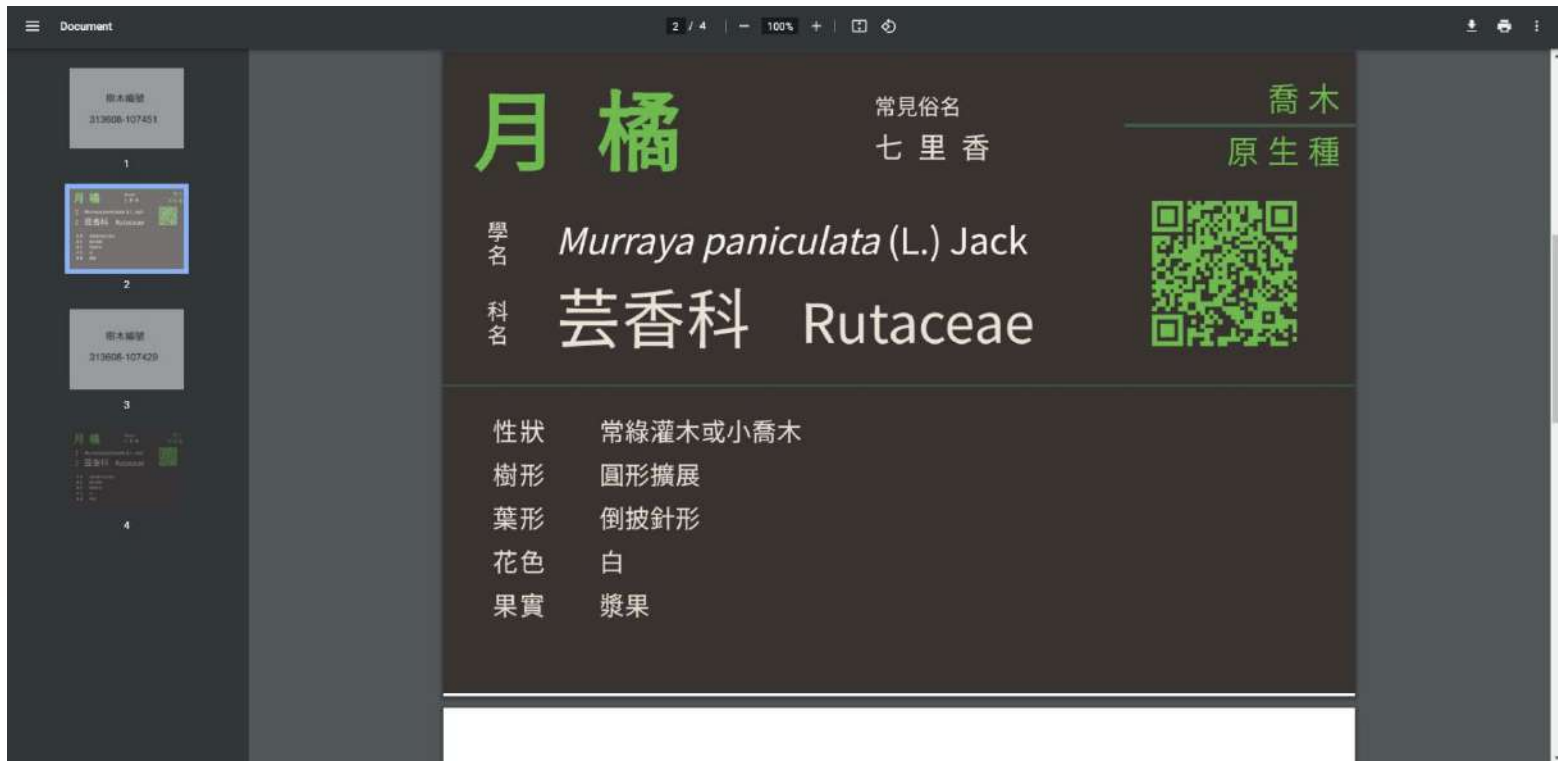 Document
2 / 4
100%
樹木編號
313608-107451
1
2
樹木編號
313608-107429
3
4
月橘
常見俗名
七里香
喬木
原生種
學名 Murraya paniculata (L.) Jack
科名 芸香科 Rutaceae
性狀 常綠灌木或小喬木
樹形 圓形擴展
葉形 倒披針形
花色 白
果實 漿果